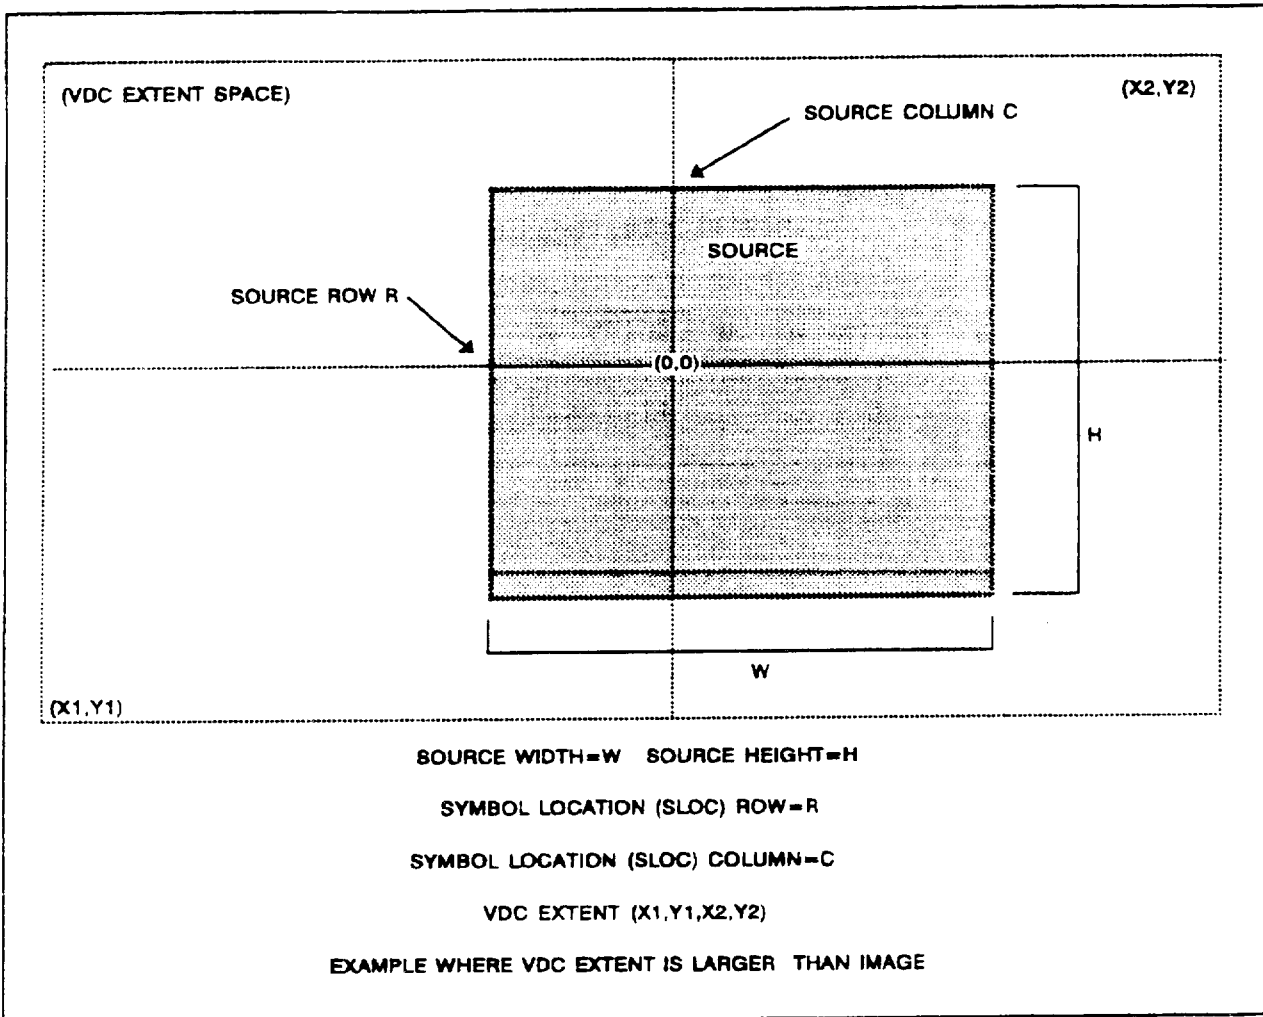 (VDC EXTENT SPACE)
(X2,Y2)
SOURCE COLUMN C
SOURCE
SOURCE ROW R
(0,0)
H
W
(X1,Y1)
SOURCE WIDTH=W SOURCE HEIGHT=H
SYMBOL LOCATION (SLOC) ROW=R
SYMBOL LOCATION (SLOC) COLUMN=C
VDC EXTENT (X1,Y1,X2,Y2)
EXAMPLE WHERE VDC EXTENT IS LARGER THAN IMAGE